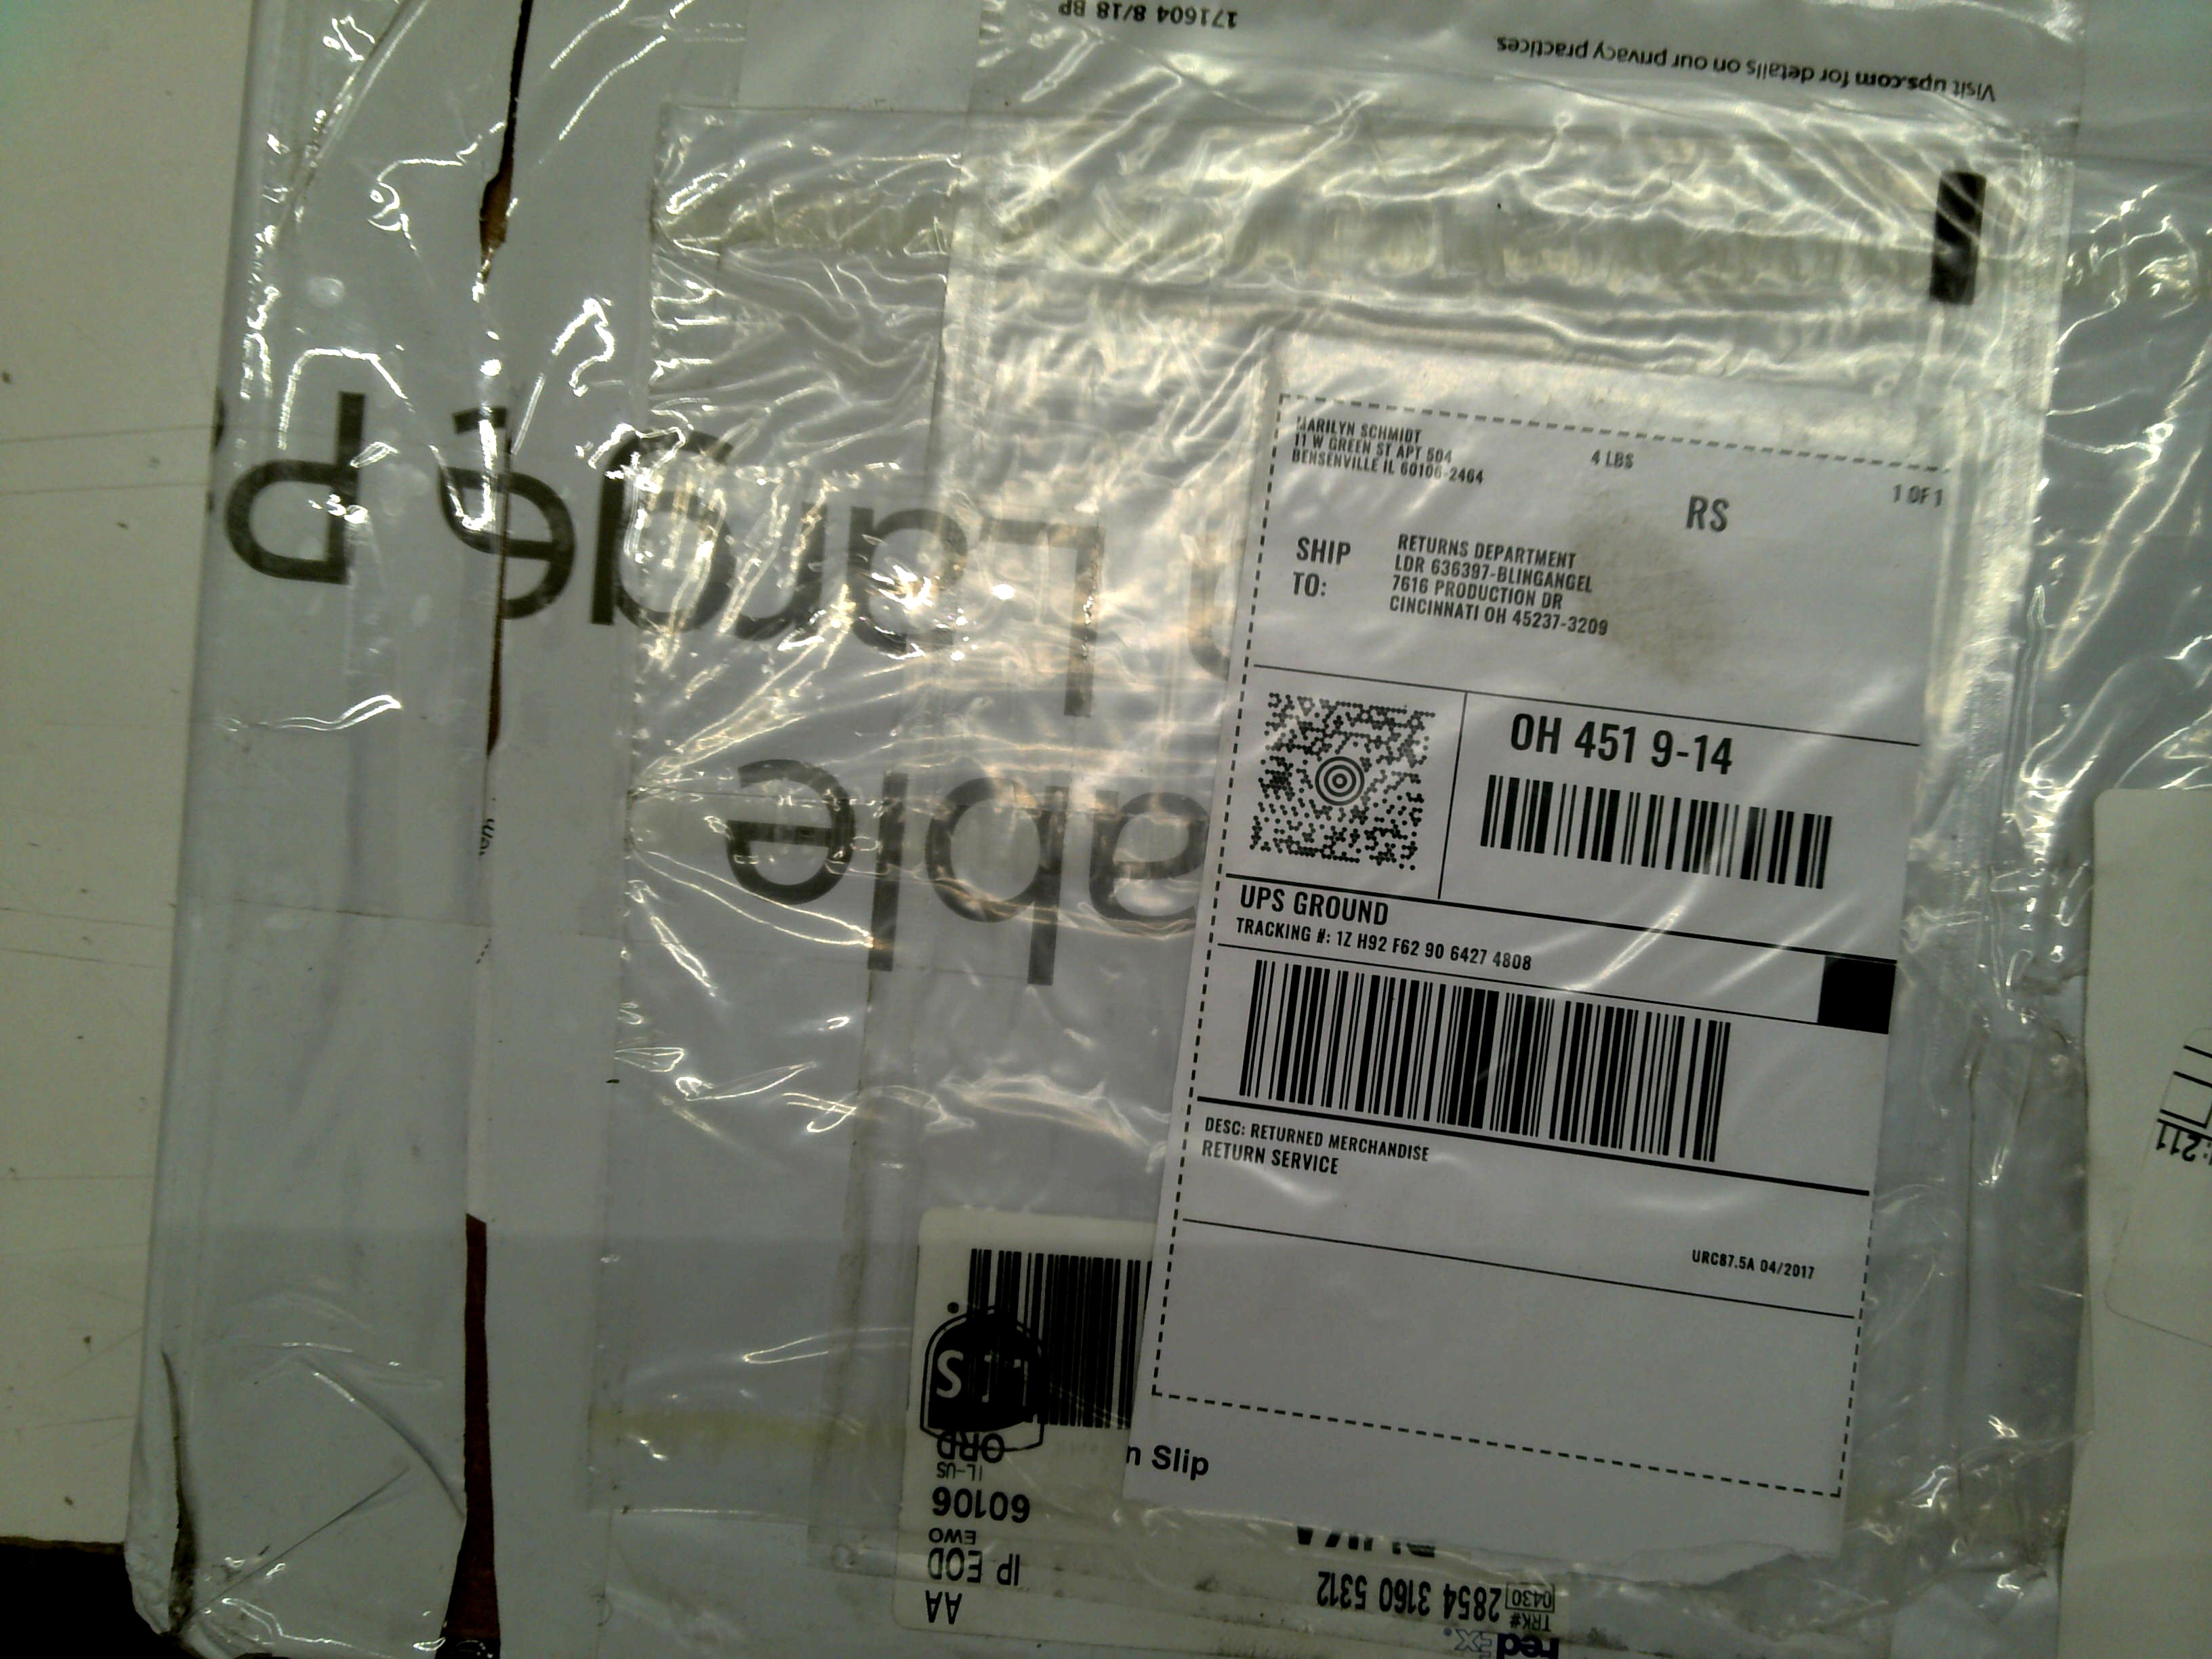 171604 8/18 BP
Visit ups.com for details on our privacy practices
Large P
able
MARILYN SCHMIDT
11 W GREEN ST APT 504
BENSENVILLE IL 60106-2464
4 LBS
1 OF 1
RS
SHIP TO:
RETURNS DEPARTMENT
LDR 636397-BLINGANGEL
7616 PRODUCTION DR
CINCINNATI OH 45237-3209
OH 451 9-14
UPS GROUND
TRACKING #: 1Z H92 F62 90 6427 4808
DESC: RETURNED MERCHANDISE
RETURN SERVICE
URC87.5A 04/2017
n Slip
FedEx
TRK# 2854 3160 5312
0430
AA
IP EOD
EWO
60106
IL-US
ORD
:211